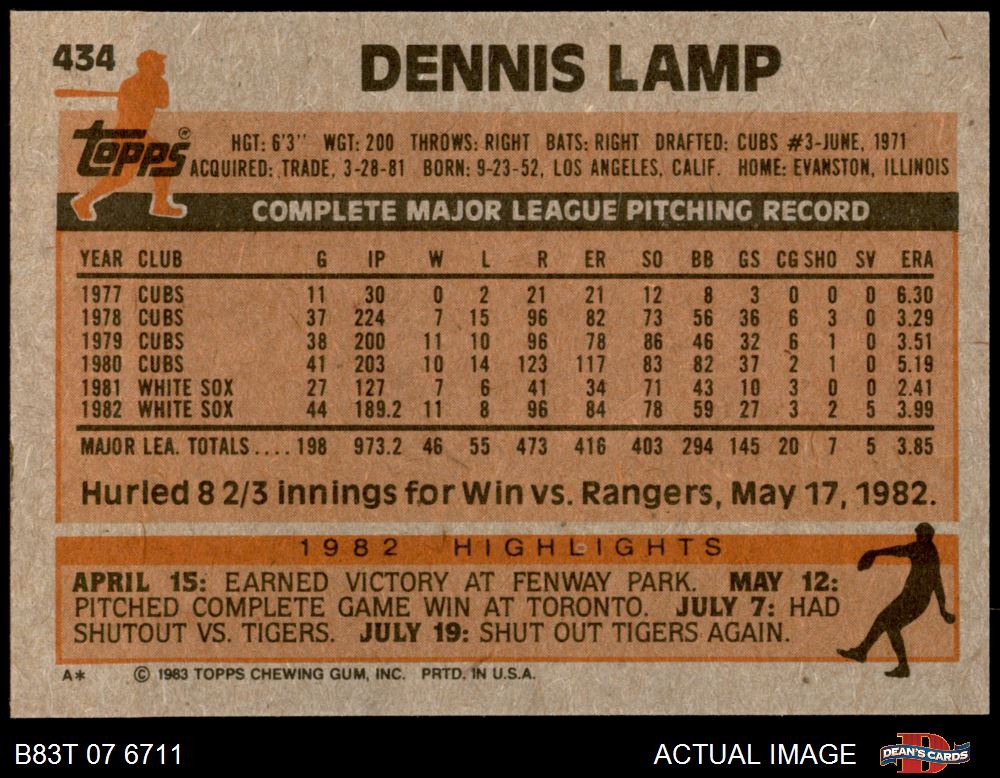 434
DENNIS LAMP
Topps®
HGT: 6'3'' WGT: 200 THROWS: RIGHT BATS: RIGHT DRAFTED: CUBS #3-JUNE, 1971
ACQUIRED: TRADE, 3-28-81 BORN: 9-23-52, LOS ANGELES, CALIF. HOME: EVANSTON, ILLINOIS
COMPLETE MAJOR LEAGUE PITCHING RECORD
YEAR CLUB G IP W L R ER SO BB GS CG SHO SV ERA
1977 CUBS 11 30 0 2 21 21 12 8 3 0 0 0 6.30
1978 CUBS 37 224 7 15 96 82 73 56 36 6 3 0 3.29
1979 CUBS 38 200 11 10 96 78 86 46 32 6 1 0 3.51
1980 CUBS 41 203 10 14 123 117 83 82 37 2 1 0 5.19
1981 WHITE SOX 27 127 7 6 41 34 71 43 10 3 0 0 2.41
1982 WHITE SOX 44 189.2 11 8 96 84 78 59 27 3 2 5 3.99
MAJOR LEA. TOTALS.... 198 973.2 46 55 473 416 403 294 145 20 7 5 3.85
Hurled 8 2/3 innings for Win vs. Rangers, May 17, 1982.
1982 HIGHLIGHTS
APRIL 15: EARNED VICTORY AT FENWAY PARK. MAY 12:
PITCHED COMPLETE GAME WIN AT TORONTO. JULY 7: HAD
SHUTOUT VS. TIGERS. JULY 19: SHUT OUT TIGERS AGAIN.
A* © 1983 TOPPS CHEWING GUM, INC. PRTD. IN U.S.A.
B83T 07 6711 ACTUAL IMAGE DEAN'S CARDS